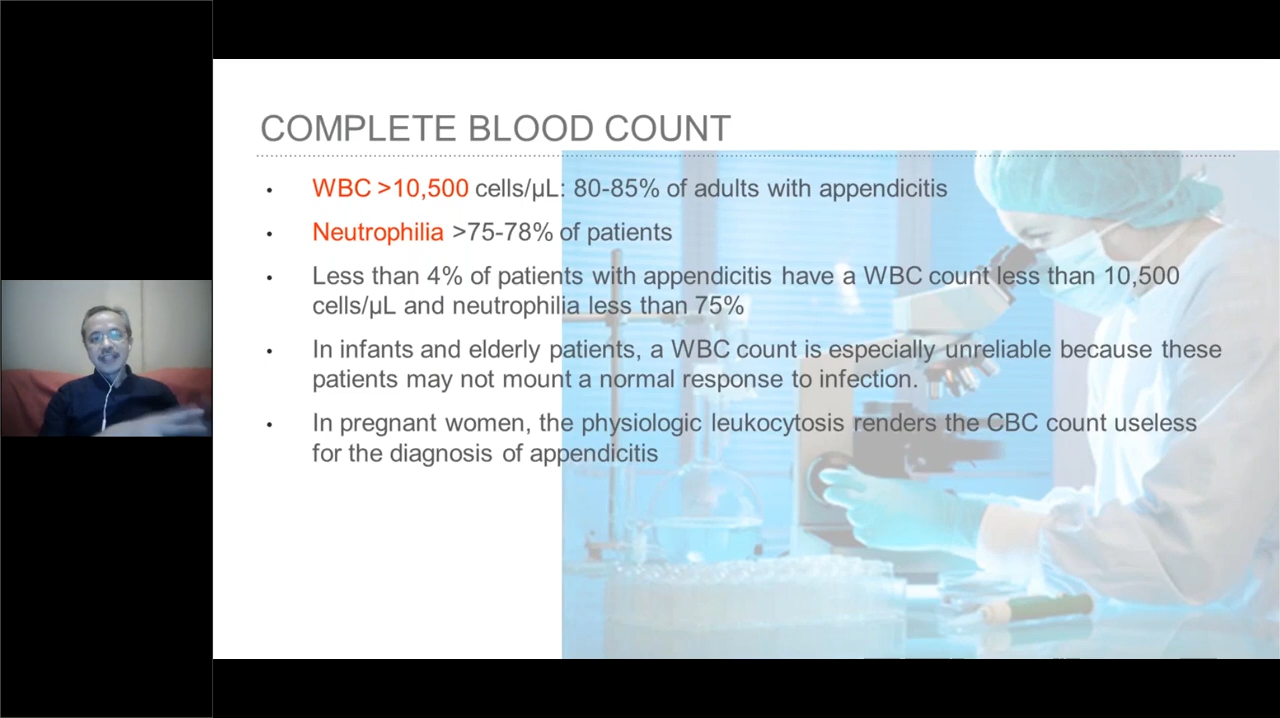 COMPLETE BLOOD COUNT
• WBC >10,500 cells/µL: 80-85% of adults with appendicitis
• Neutrophilia >75-78% of patients
• Less than 4% of patients with appendicitis have a WBC count less than 10,500
cells/µL and neutrophilia less than 75%
• In infants and elderly patients, a WBC count is especially unreliable because these
patients may not mount a normal response to infection.
• In pregnant women, the physiologic leukocytosis renders the CBC count useless
for the diagnosis of appendicitis